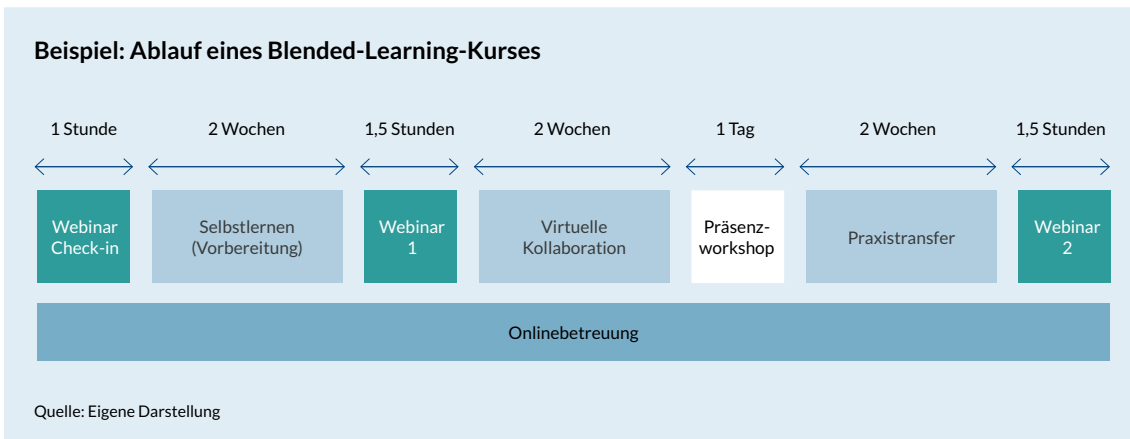 Beispiel: Ablauf eines Blended-Learning-Kurses
1 Stunde
2 Wochen
1,5 Stunden
2 Wochen
1 Tag
2 Wochen
1,5 Stunden
Webinar
Check-in
Selbstlernen
(Vorbereitung)
Webinar
1
Virtuelle
Kollaboration
Präsenz-
workshop
Praxistransfer
Webinar
2
Onlinebetreuung
Quelle: Eigene Darstellung